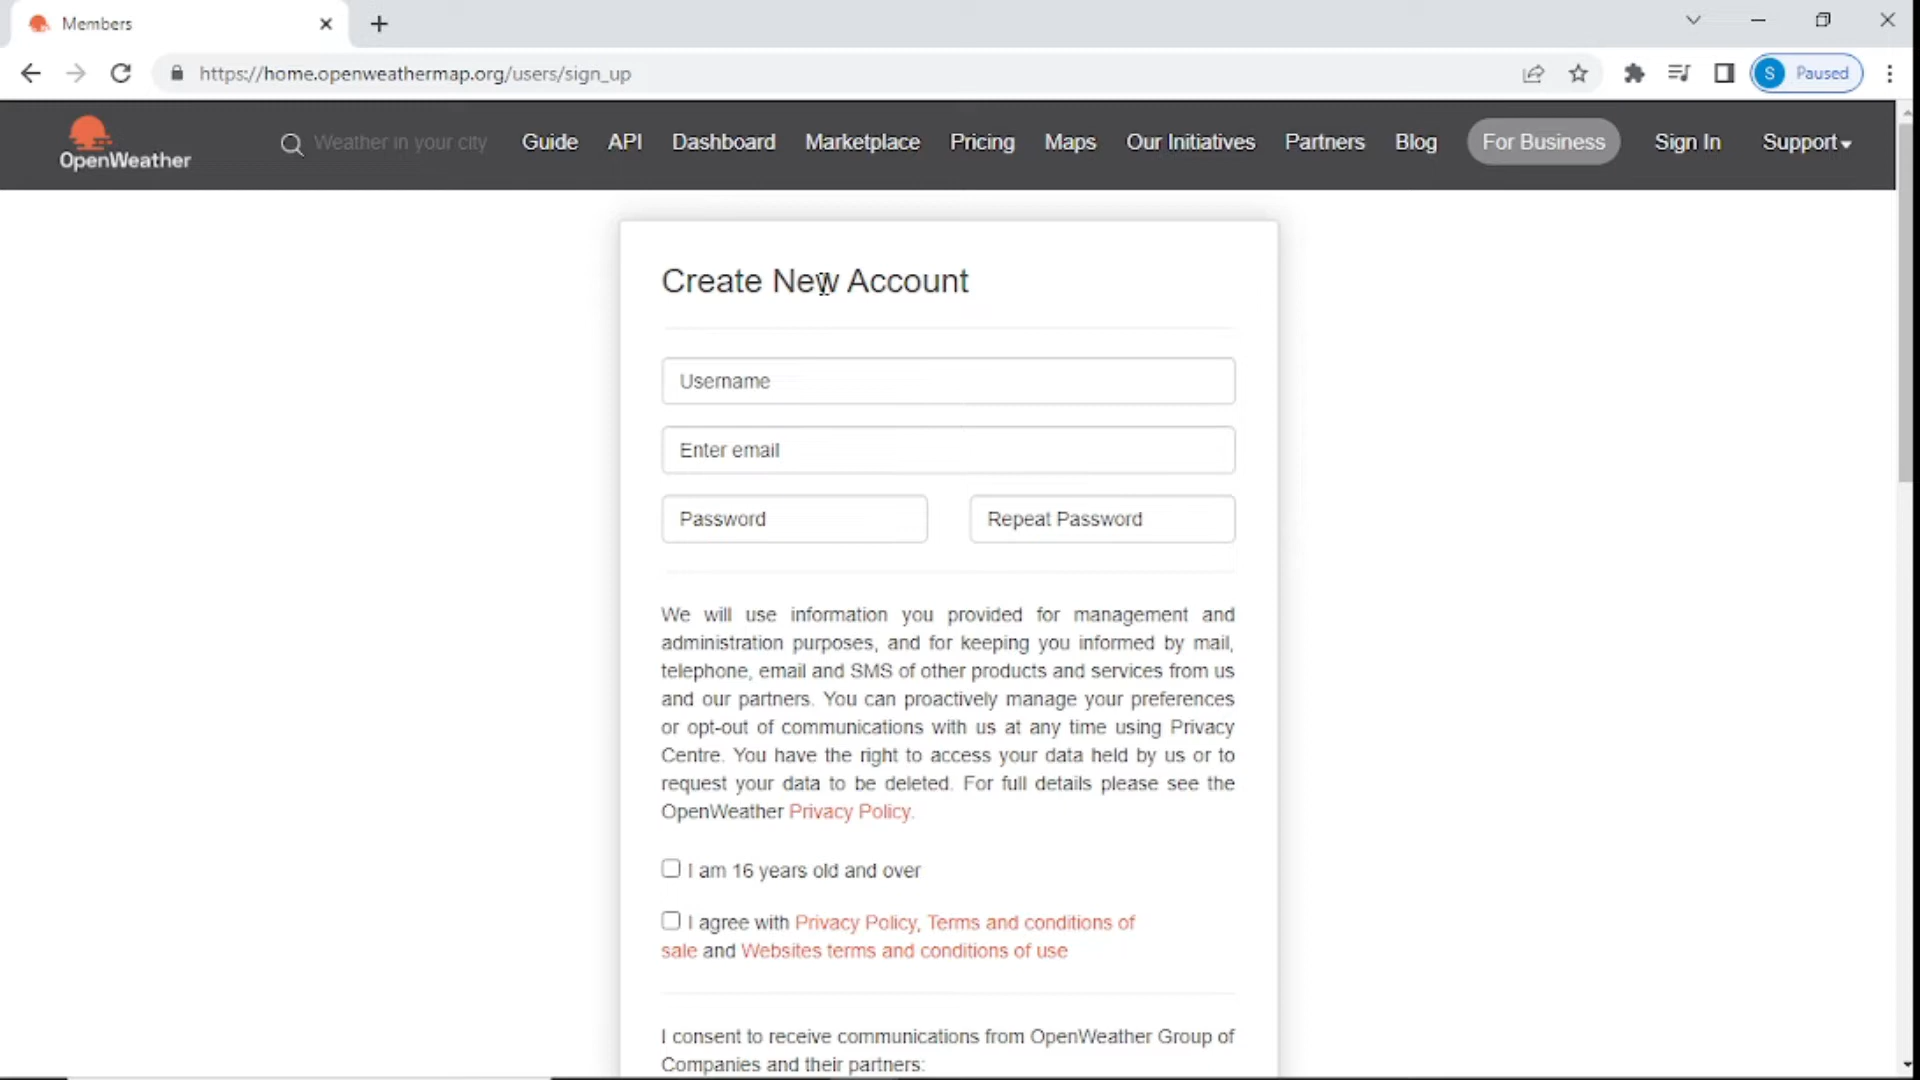 Members
https://home.openweathermap.org/users/sign_up
S Paused
OpenWeather
Weather in your city
Guide API Dashboard Marketplace Pricing Maps Our Initiatives Partners Blog For Business Sign In Support
Create New Account
Username
Enter email
Password
Repeat Password
We will use information you provided for management and
administration purposes, and for keeping you informed by mail,
telephone, email and SMS of other products and services from us
and our partners. You can proactively manage your preferences
or opt-out of communications with us at any time using Privacy
Centre. You have the right to access your data held by us or to
request your data to be deleted. For full details please see the
OpenWeather Privacy Policy.
I am 16 years old and over
I agree with Privacy Policy, Terms and conditions of
sale and Websites terms and conditions of use
I consent to receive communications from OpenWeather Group of
Companies and their partners: